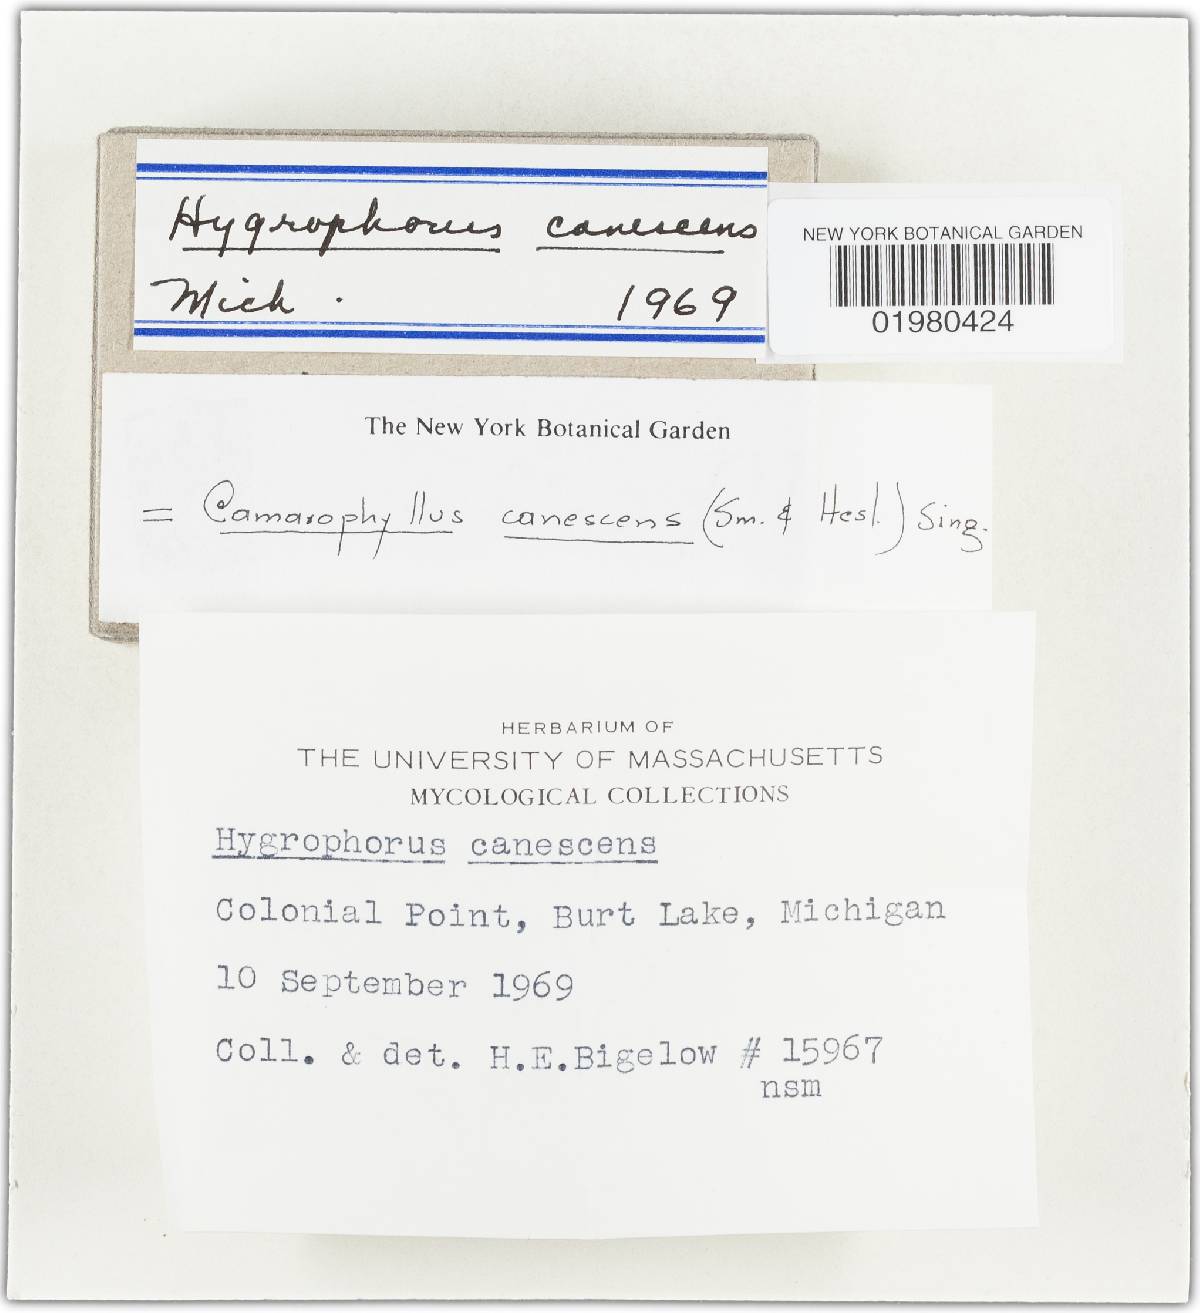 Hygrophorus canescens
Mich. 1969
NEW YORK BOTANICAL GARDEN
01980424
The New York Botanical Garden
= Camarophyllus canescens (Sm. & Hesl.) Sing.
HERBARIUM OF
THE UNIVERSITY OF MASSACHUSETTS
MYCOLOGICAL COLLECTIONS
Hygrophorus canescens
Colonial Point, Burt Lake, Michigan
10 September 1969
Coll. & det. H.E.Bigelow # 15967
nsm